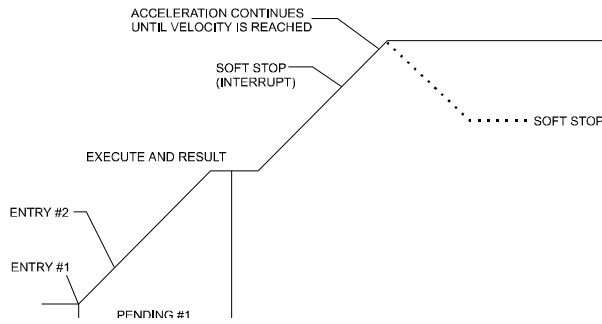 ACCELERATION CONTINUES
UNTIL VELOCITY IS REACHED
SOFT STOP
(INTERRUPT)
SOFT STOP
EXECUTE AND RESULT
ENTRY #2
ENTRY #1
PENDING #1